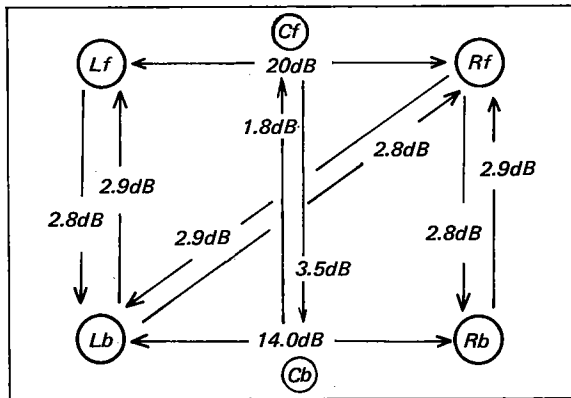 Cf
Lf 20dB Rf
1.8dB
2.8dB
2.9dB 2.9dB
2.8dB 2.8dB
2.9dB
3.5dB
Lb 14.0dB Rb
Cb